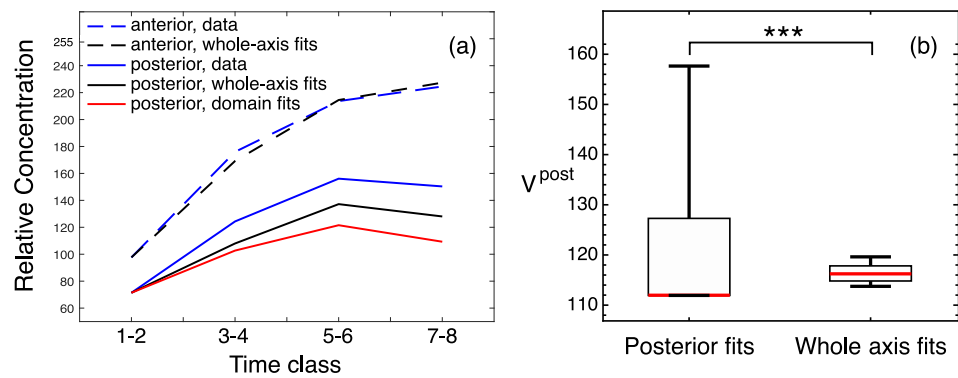 anterior, data
anterior, whole-axis fits
posterior, data
posterior, whole-axis fits
posterior, domain fits
(a)
Relative Concentration
255
240
220
200
180
160
140
120
100
80
60
1-2
3-4
5-6
7-8
Time class
(b)
***
V^post
160
150
140
130
120
110
Posterior fits
Whole axis fits